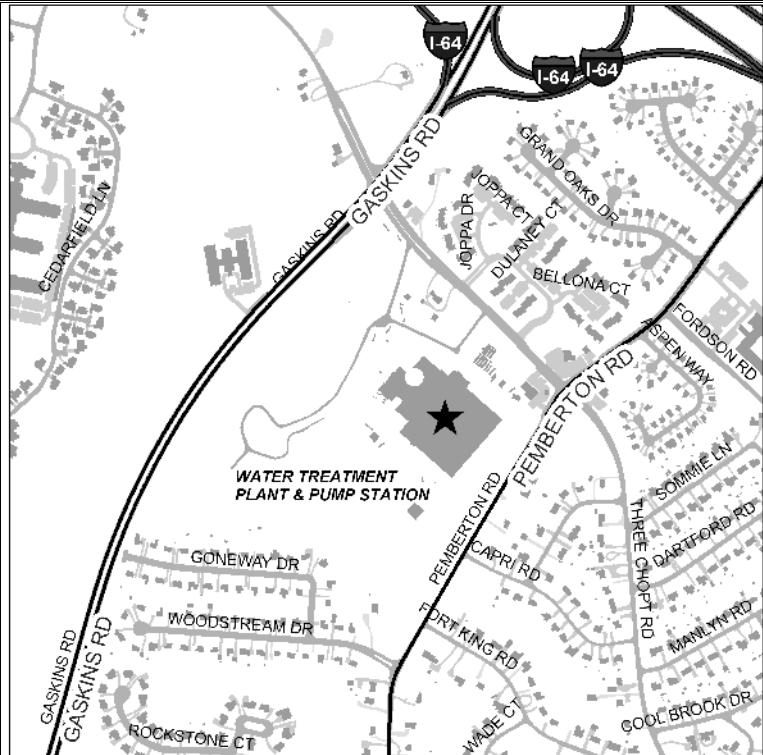 I-64
I-64
I-64
GASKINS RD
GRAND OAKS DR
JOPPA CT
JOPPA DR
DULANEY CT
CEDARFIELD LN
GASKINS RD
BELLONA CT
FORDSON RD
ASPEN WAY
PEMBERTON RD
WATER TREATMENT
PLANT & PUMP STATION
SOMMIE LN
PEMBERTON RD
THREE CHOPT RD
DARTFORD RD
CAPRI RD
GONEWAY DR
WOODSTREAM DR
FORT KING RD
MANLYN RD
GASKINS RD
GASKINS RD
WADE CT
COOL BROOK DR
ROCKSTONE CT